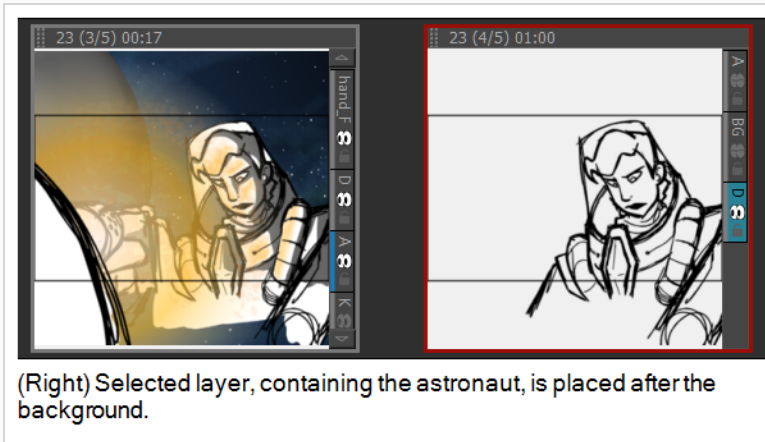 23 (3/5) 00:17
hand_F
D
A
K
23 (4/5) 01:00
A
BG
D
(Right) Selected layer, containing the astronaut, is placed after the
background.